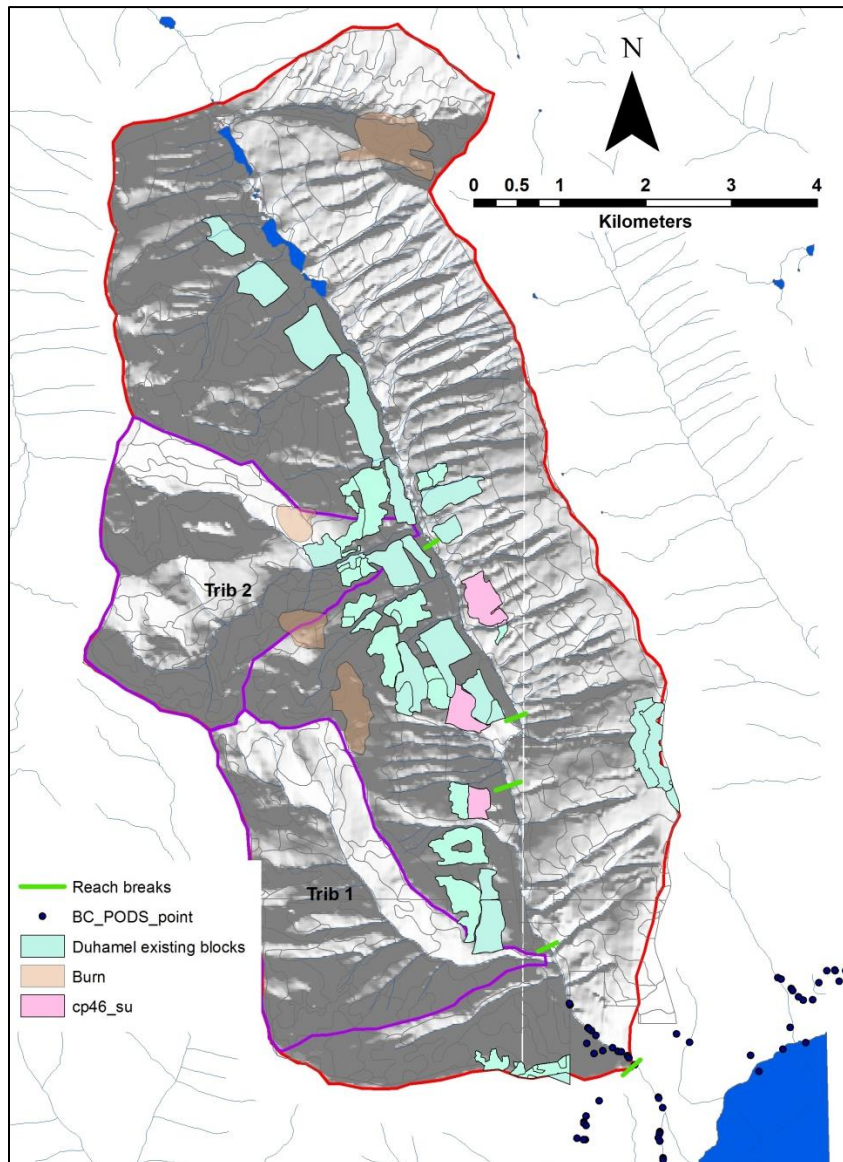 N
0 0.5 1 2 3 4
Kilometers
Trib 2
Trib 1
Reach breaks
BC_PODS_point
Duhamel existing blocks
Burn
cp46_su